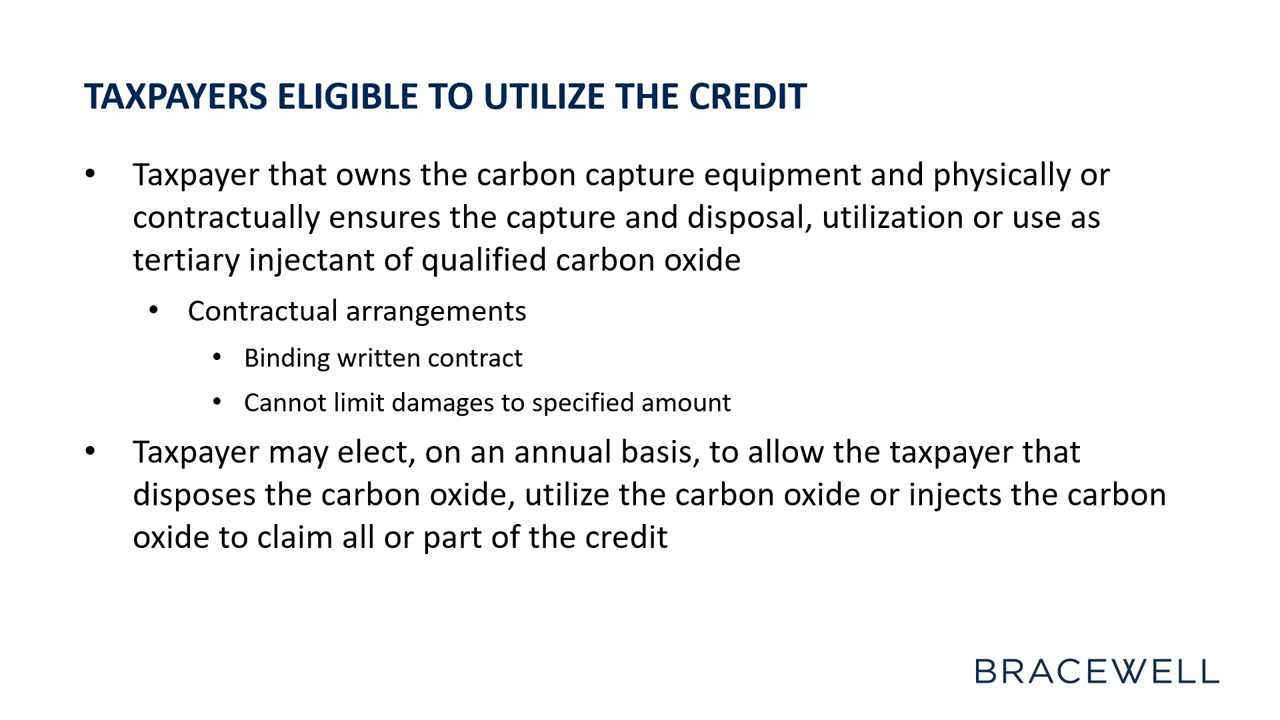 TAXPAYERS ELIGIBLE TO UTILIZE THE CREDIT
• Taxpayer that owns the carbon capture equipment and physically or
contractually ensures the capture and disposal, utilization or use as
tertiary injectant of qualified carbon oxide
• Contractual arrangements
• Binding written contract
• Cannot limit damages to specified amount
• Taxpayer may elect, on an annual basis, to allow the taxpayer that
disposes the carbon oxide, utilize the carbon oxide or injects the carbon
oxide to claim all or part of the credit
BRACEWELL